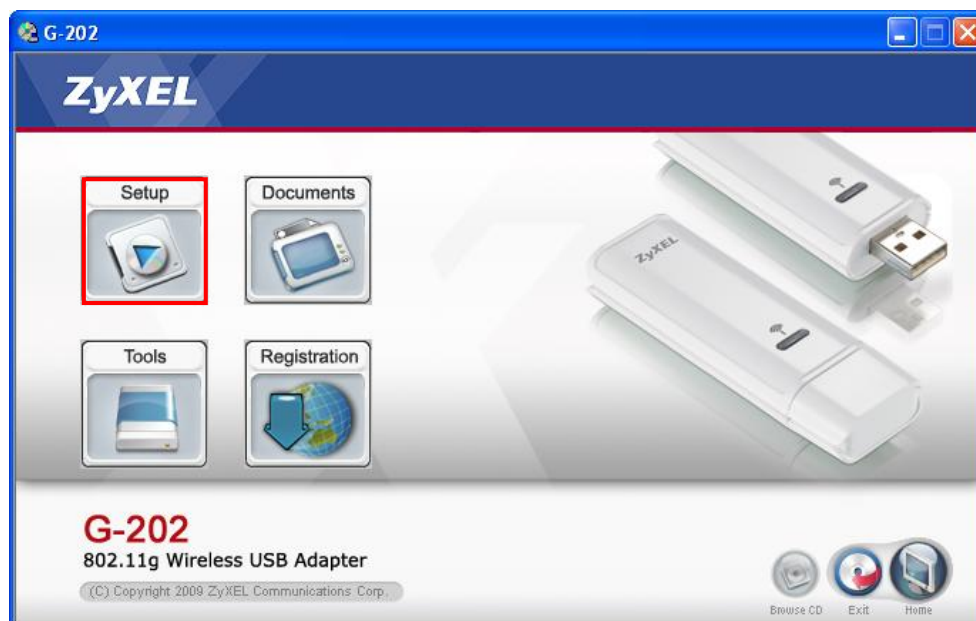 G-202
ZyXEL
Setup
Documents
ZyXEL
Tools
Registration
G-202
802.11g Wireless USB Adapter
(C) Copyright 2009 ZyXEL Communications Corp.
Browse CD
Exit
Home